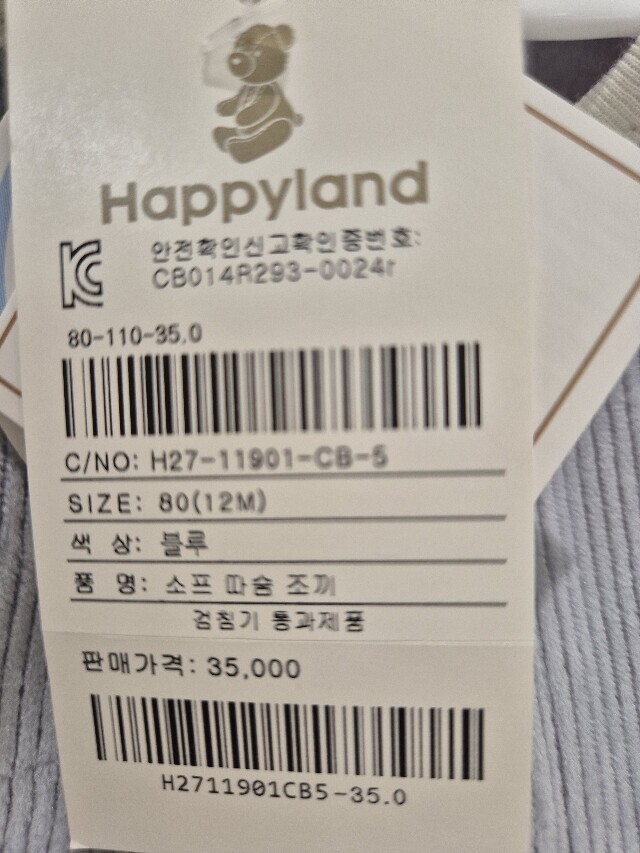 Happyland
안전확인신고확인증번호:
CB014R293-0024r
80-110-35.0
C/NO: H27-11901-CB-5
SIZE: 80(12M)
색 상: 블루
품 명: 소프 따숨 조끼
검침기 통과제품
판매가격: 35,000
H2711901CB5-35.0